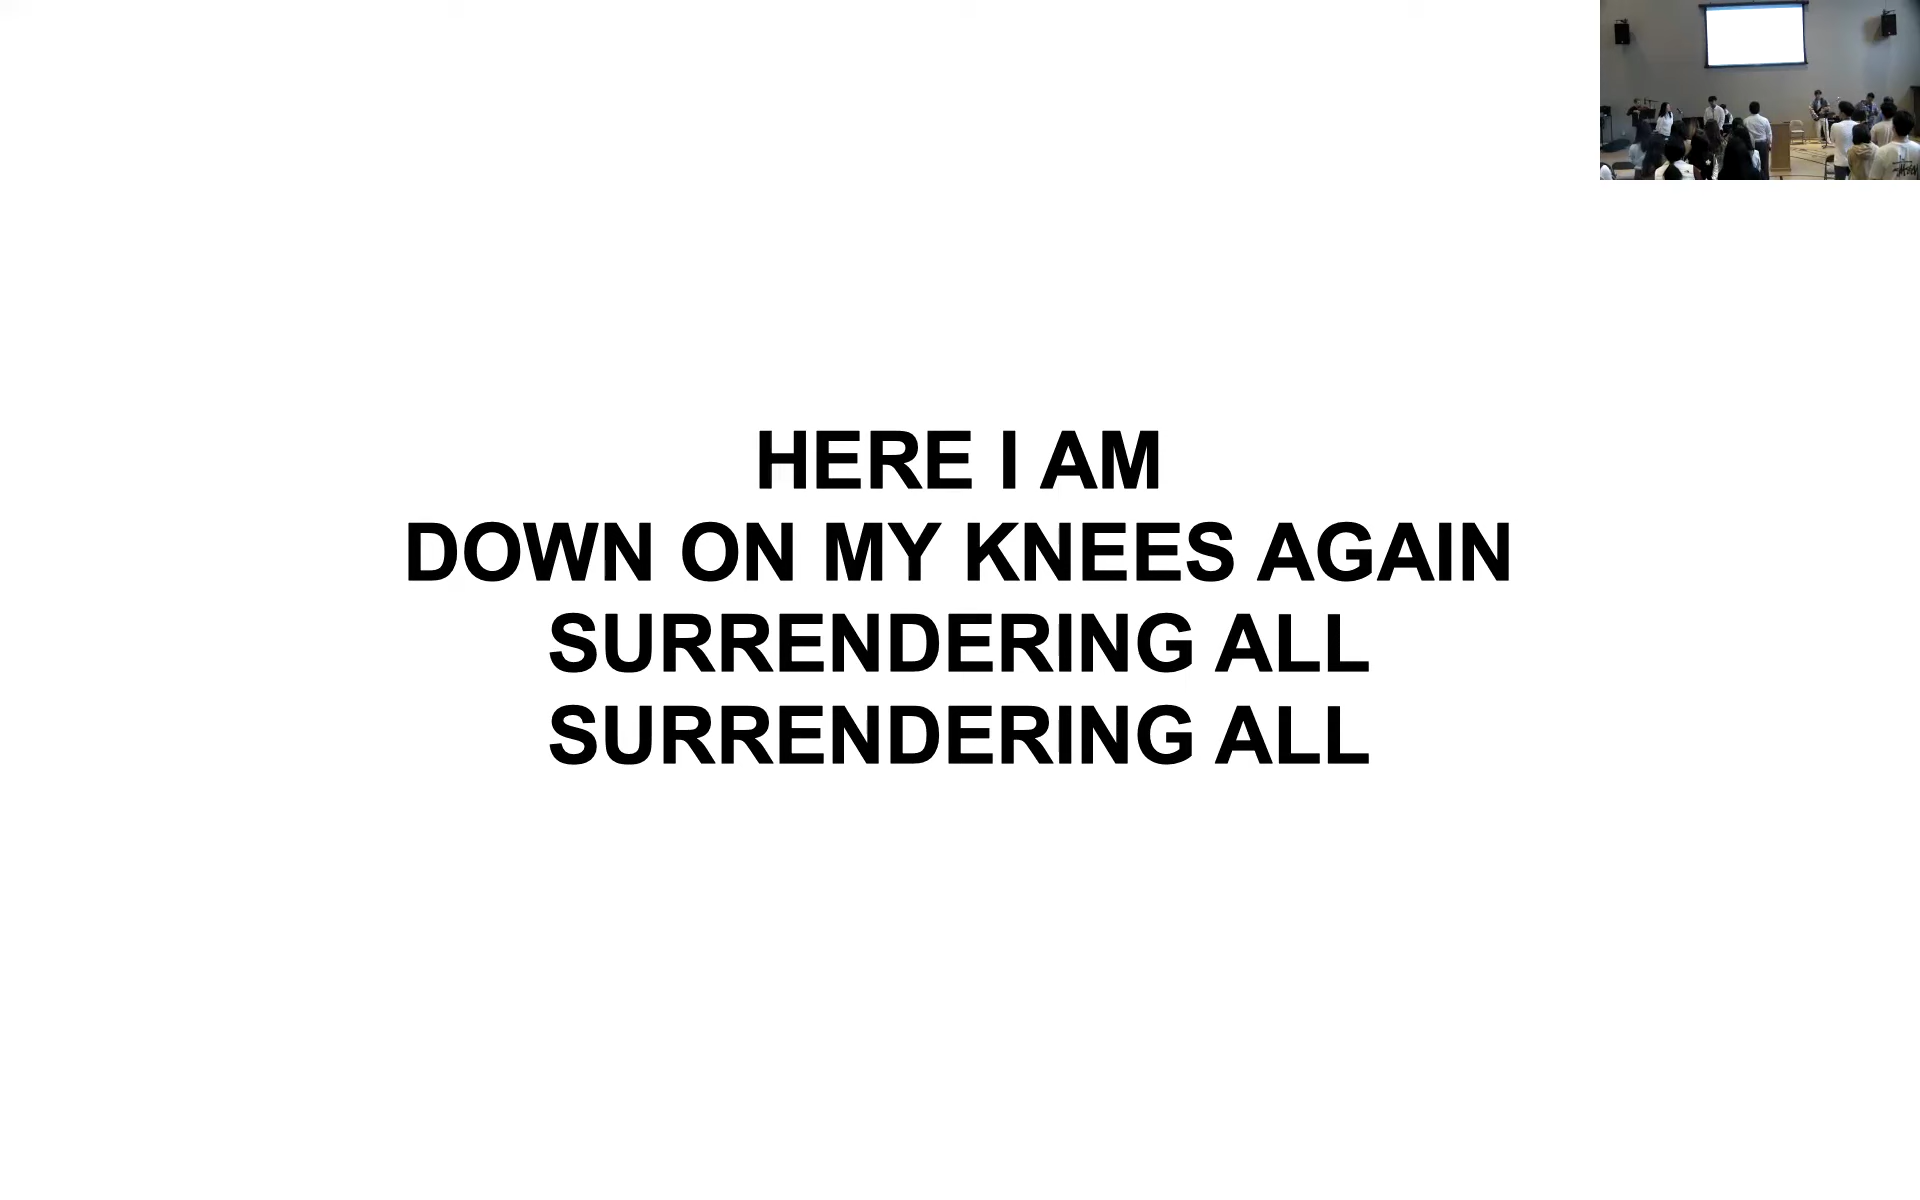 HERE I AM
DOWN ON MY KNEES AGAIN
SURRENDERING ALL
SURRENDERING ALL